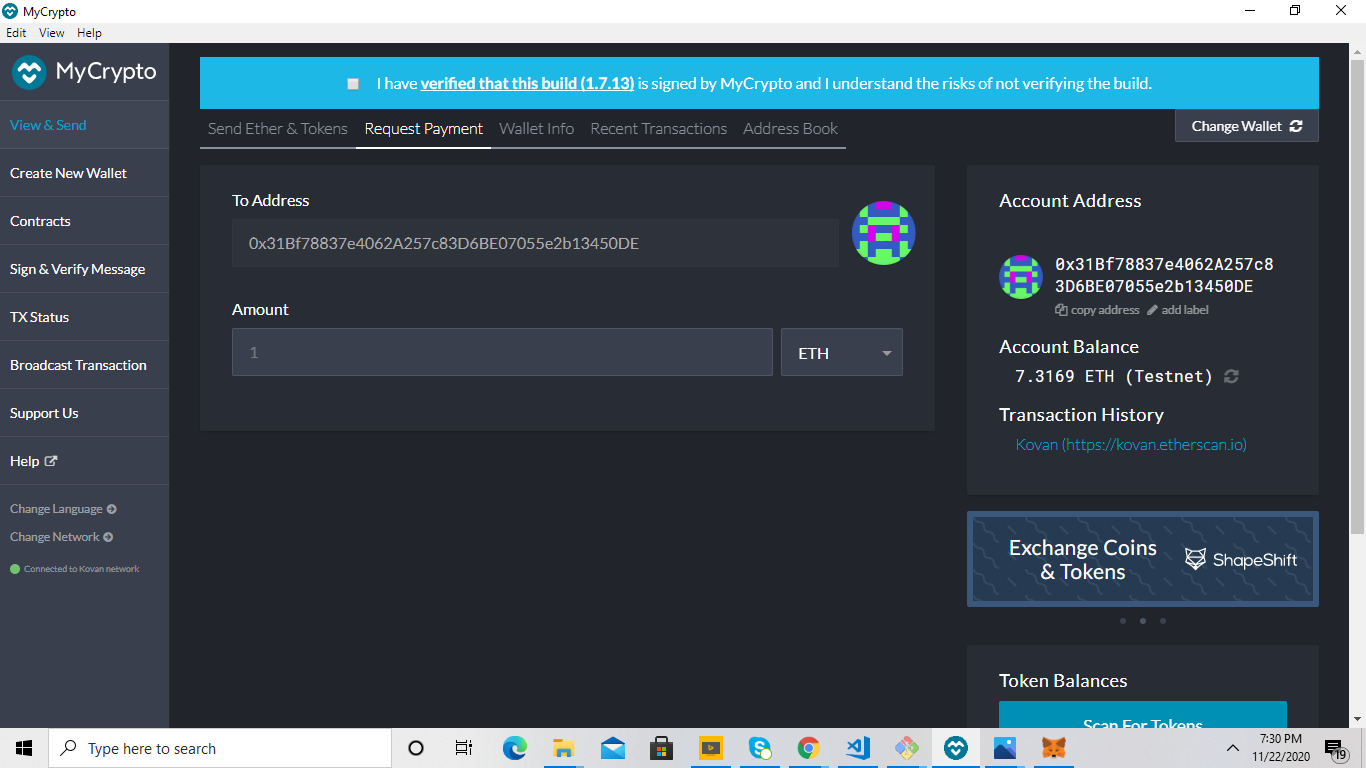 MyCrypto
Edit View Help
MyCrypto
View & Send
Create New Wallet
Contracts
Sign & Verify Message
TX Status
Broadcast Transaction
Support Us
Help
Change Language
Change Network
Connected to Kovan network
I have verified that this build (1.7.13) is signed by MyCrypto and I understand the risks of not verifying the build.
Send Ether & Tokens Request Payment Wallet Info Recent Transactions Address Book
Change Wallet
To Address
0x31Bf78837e4062A257c83D6BE07055e2b13450DE
Amount
1
ETH
Account Address
0x31Bf78837e4062A257c8
3D6BE07055e2b13450DE
copy address add label
Account Balance
7.3169 ETH (Testnet)
Transaction History
Kovan (https://kovan.etherscan.io)
Exchange Coins
& Tokens
ShapeShift
Token Balances
Scan For Tokens
Type here to search
7:30 PM
11/22/2020
19